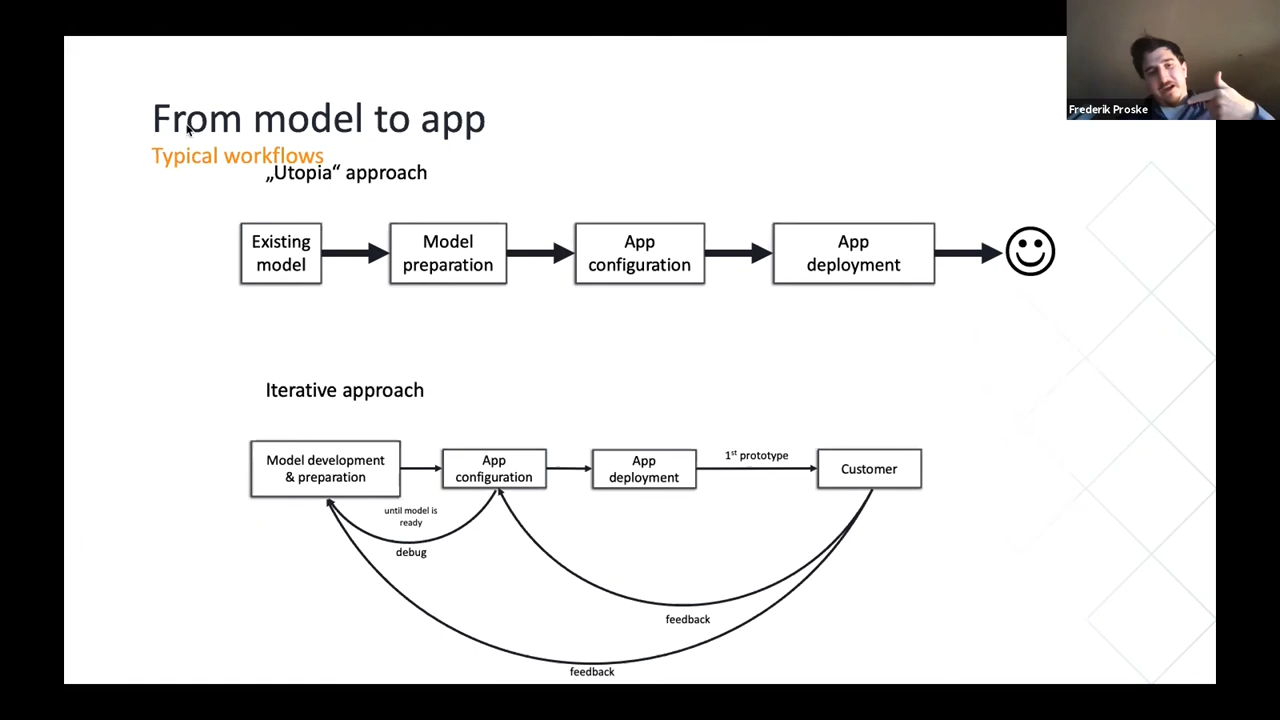 Frederik Proske
From model to app
Typical workflows
„Utopia“ approach
Existing
model
Model
preparation
App
configuration
App
deployment
Iterative approach
Model development
& preparation
App
configuration
App
deployment
1st prototype
Customer
until model is
ready
debug
feedback
feedback